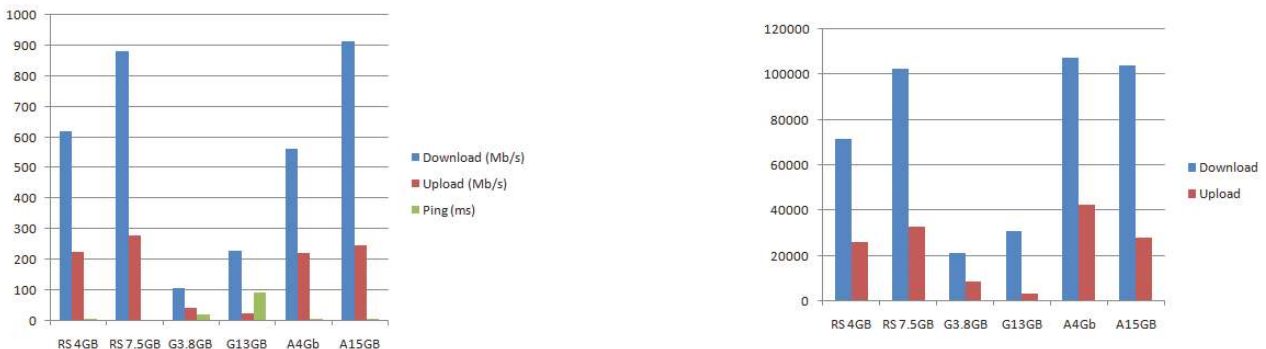 1000
900
800
700
600
500
400
300
200
100
0
RS 4GB RS 7.5GB G3.8GB G13GB A4Gb A15GB
Download (Mb/s)
Upload (Mb/s)
Ping (ms)
120000
100000
80000
60000
40000
20000
0
RS 4GB RS 7.5GB G3.8GB G13GB A4Gb A15GB
Download
Upload